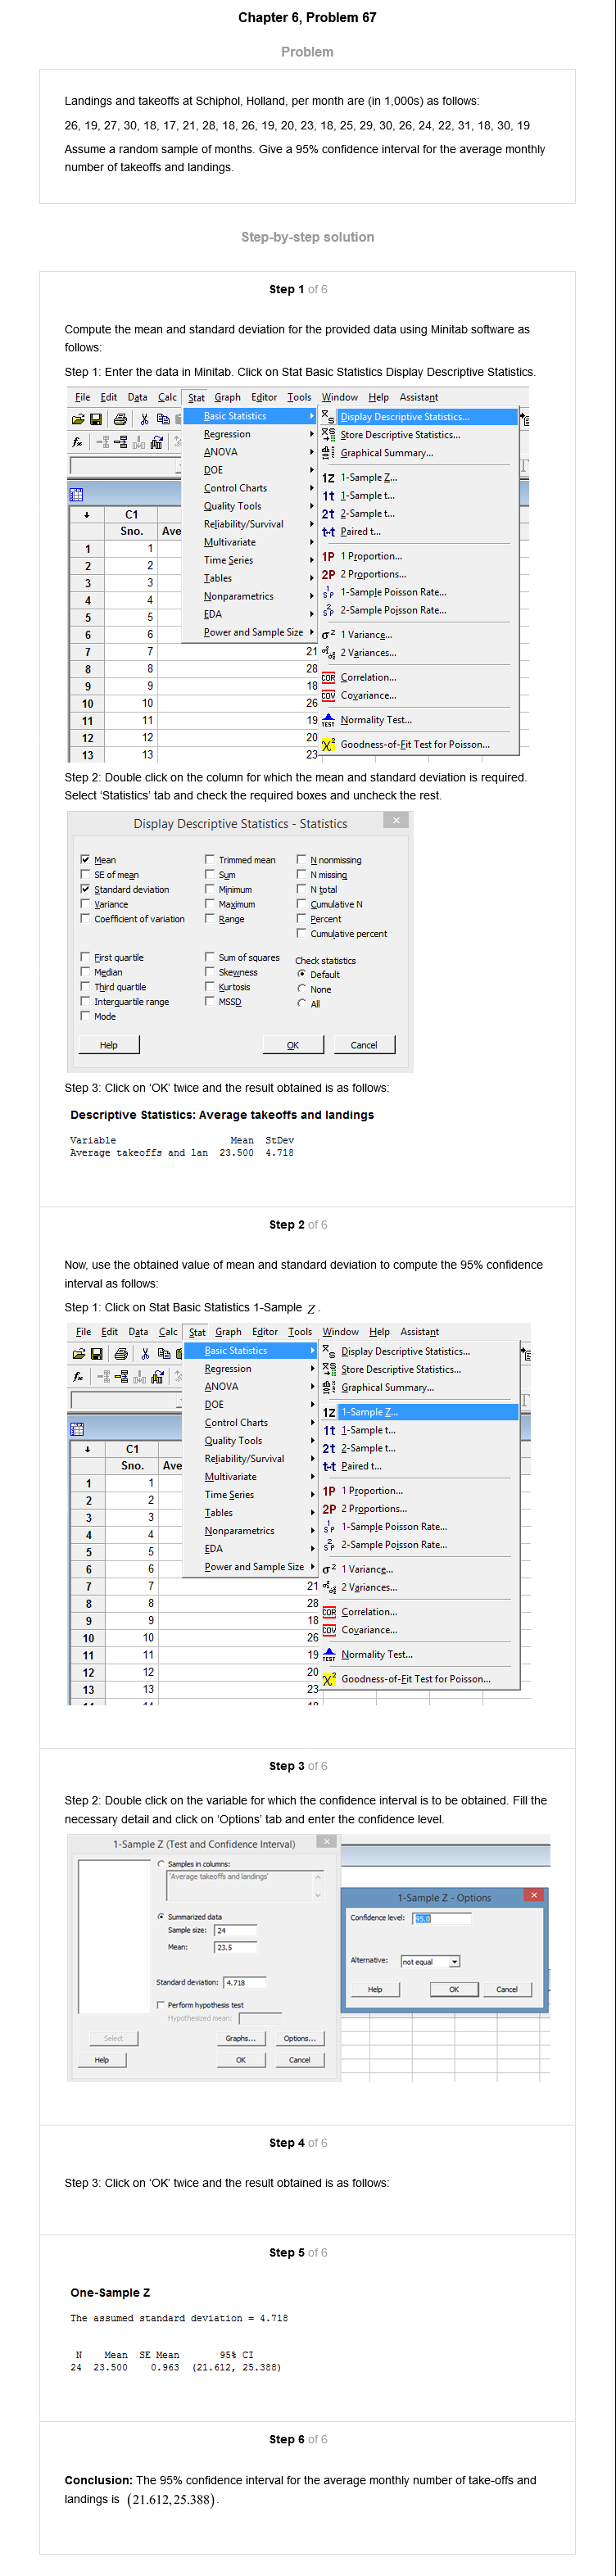 Chapter 6, Problem 67
Problem
Landings and takeoffs at Schiphol, Holland, per month are (in 1,000s) as follows:
26, 19, 27, 30, 18, 17, 21, 28, 18, 26, 19, 20, 23, 18, 25, 29, 30, 26, 24, 22, 31, 18, 30, 19
Assume a random sample of months. Give a 95% confidence interval for the average monthly
number of takeoffs and landings.
Step-by-step solution
Step 1 of 6
Compute the mean and standard deviation for the provided data using Minitab software as
follows:
Step 1: Enter the data in Minitab. Click on Stat Basic Statistics Display Descriptive Statistics.
File Edit Data Calc Stat Graph Editor Tools Window Help Assistant
Basic Statistics
Regression
ANOVA
DOE
Control Charts
Quality Tools
Reliability/Survival
Multivariate
Time Series
Tables
Nonparametrics
EDA
Power and Sample Size
Display Descriptive Statistics...
Store Descriptive Statistics...
Graphical Summary...
1Z 1-Sample Z...
1t 1-Sample t...
2t 2-Sample t...
t-t Paired t...
1P 1 Proportion...
2P 2 Proportions...
1-Sample Poisson Rate...
2-Sample Poisson Rate...
σ² 1 Variance...
2 Variances...
COR Correlation...
COV Covariance...
TEST Normality Test...
χ² Goodness-of-Fit Test for Poisson...
C1
Sno. Ave
1 1
2 2
3 3
4 4
5 5
6 6
7 7 21
8 8 28
9 9 18
10 10 26
11 11 19
12 12 20
13 13 23
Step 2: Double click on the column for which the mean and standard deviation is required.
Select 'Statistics' tab and check the required boxes and uncheck the rest.
Display Descriptive Statistics - Statistics
Mean Trimmed mean N nonmissing
SE of mean Sum N missing
Standard deviation Minimum N total
Variance Maximum Cumulative N
Coefficient of variation Range Percent
Cumulative percent
First quartile Sum of squares Check statistics
Median Skewness Default
Third quartile Kurtosis None
Interquartile range MSSD All
Mode
Help OK Cancel
Step 3: Click on 'OK' twice and the result obtained is as follows:
Descriptive Statistics: Average takeoffs and landings
Variable Mean StDev
Average takeoffs and lan 23.500 4.718
Step 2 of 6
Now, use the obtained value of mean and standard deviation to compute the 95% confidence
interval as follows:
Step 1: Click on Stat Basic Statistics 1-Sample Z .
File Edit Data Calc Stat Graph Editor Tools Window Help Assistant
Basic Statistics
Regression
ANOVA
DOE
Control Charts
Quality Tools
Reliability/Survival
Multivariate
Time Series
Tables
Nonparametrics
EDA
Power and Sample Size
Display Descriptive Statistics...
Store Descriptive Statistics...
Graphical Summary...
1Z 1-Sample Z...
1t 1-Sample t...
2t 2-Sample t...
t-t Paired t...
1P 1 Proportion...
2P 2 Proportions...
1-Sample Poisson Rate...
2-Sample Poisson Rate...
σ² 1 Variance...
2 Variances...
COR Correlation...
COV Covariance...
TEST Normality Test...
χ² Goodness-of-Fit Test for Poisson...
C1
Sno. Ave
1 1
2 2
3 3
4 4
5 5
6 6
7 7 21
8 8 28
9 9 18
10 10 26
11 11 19
12 12 20
13 13 23
Step 3 of 6
Step 2: Double click on the variable for which the confidence interval is to be obtained. Fill the
necessary detail and click on 'Options' tab and enter the confidence level.
1-Sample Z (Test and Confidence Interval)
Samples in columns:
'Average takeoffs and landings'
Summarized data
Sample size: 24
Mean: 23.5
Standard deviation: 4.718
Perform hypothesis test
Hypothesized mean:
Select Graphs... Options...
Help OK Cancel
1-Sample Z - Options
Confidence level: 95.0
Alternative: not equal
Help OK Cancel
Step 4 of 6
Step 3: Click on 'OK' twice and the result obtained is as follows:
Step 5 of 6
One-Sample Z
The assumed standard deviation = 4.718
N Mean SE Mean 95% CI
24 23.500 0.963 (21.612, 25.388)
Step 6 of 6
Conclusion: The 95% confidence interval for the average monthly number of take-offs and
landings is (21.612,25.388).